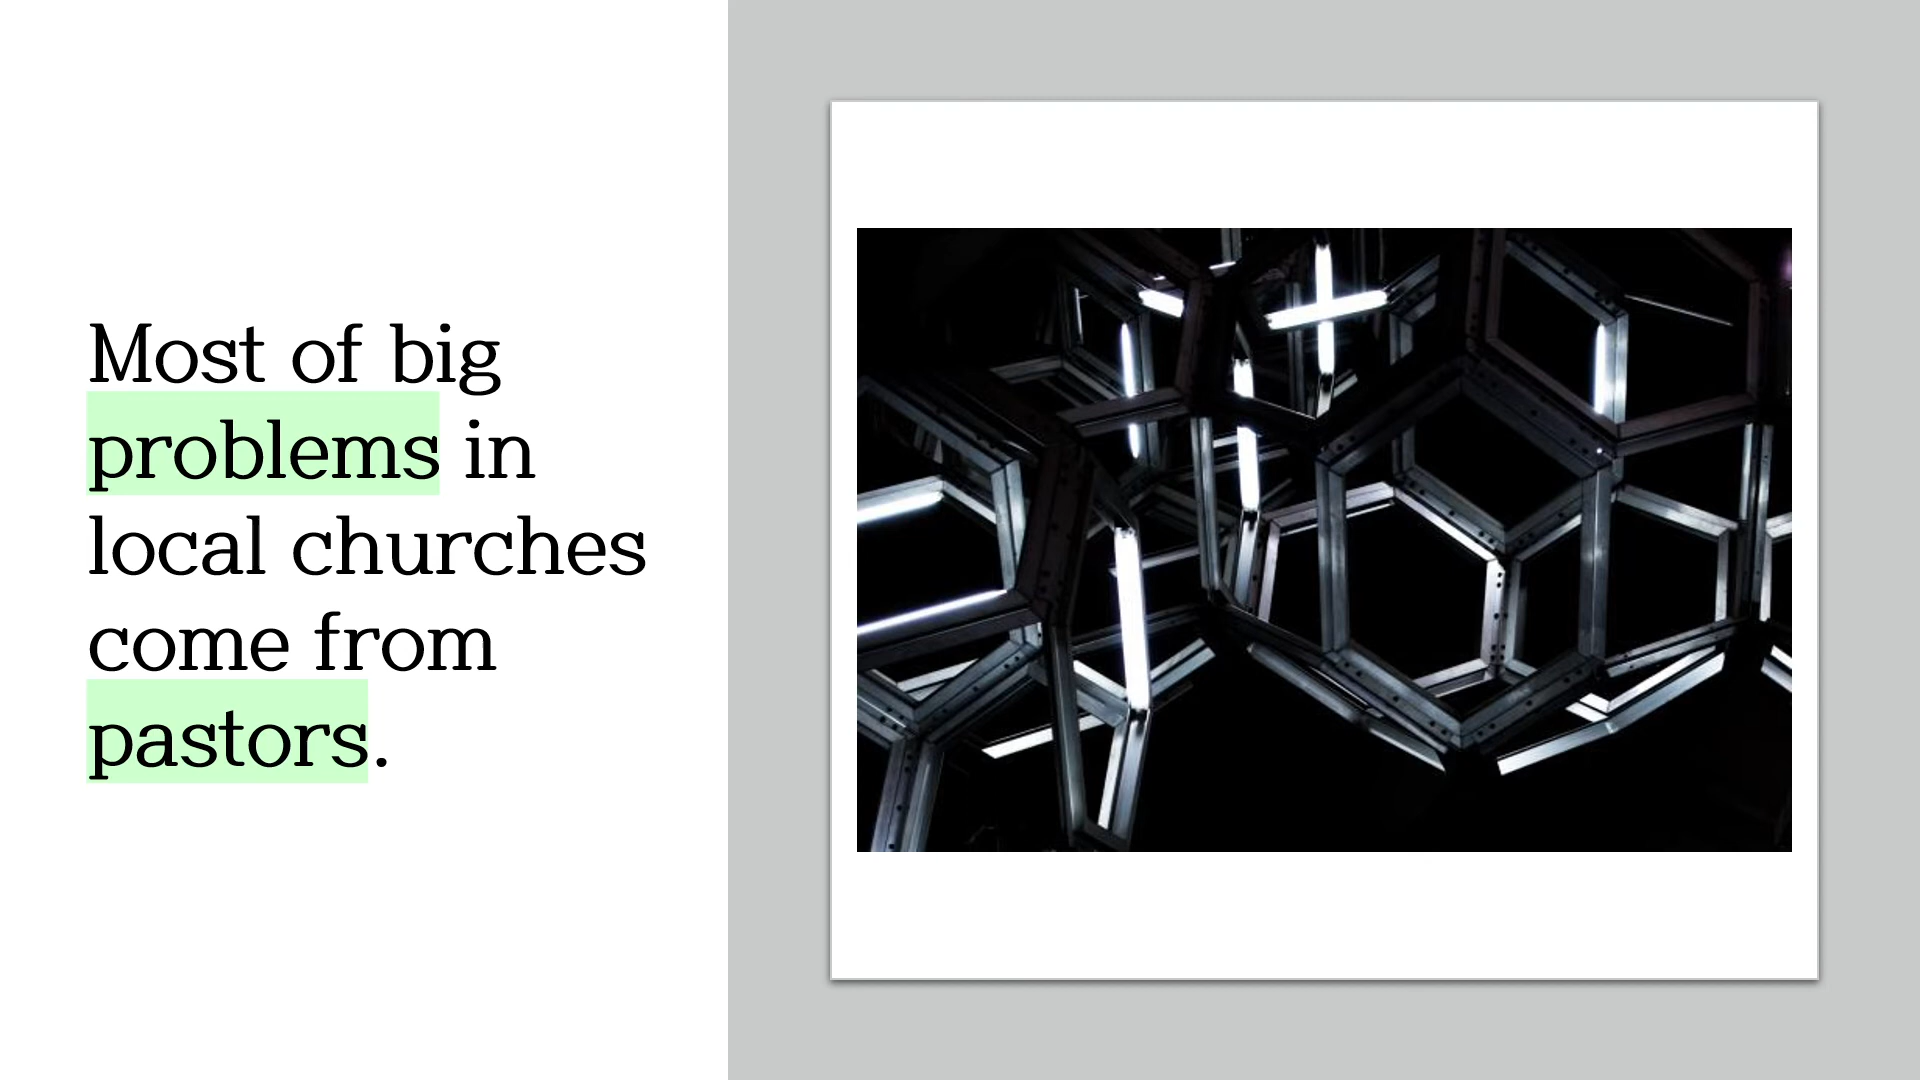 Most of big
problems in
local churches
come from
pastors.